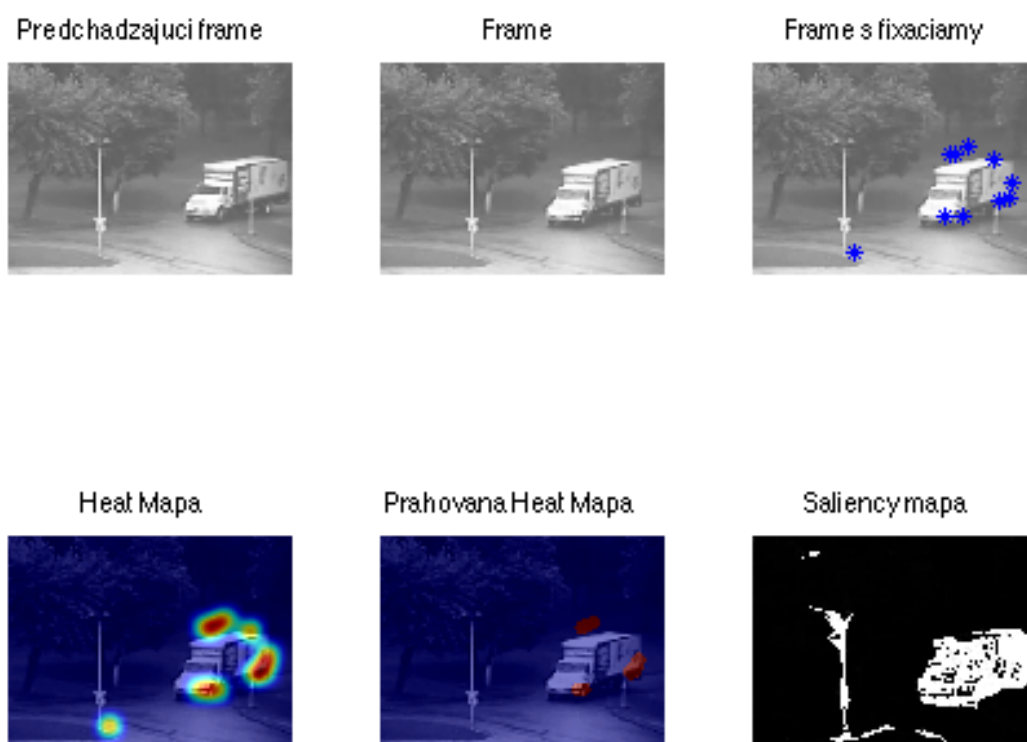 Predchadzajuci frame
Frame
Frame s fixaciamy
Heat Mapa
Prahovana Heat Mapa
Saliency mapa